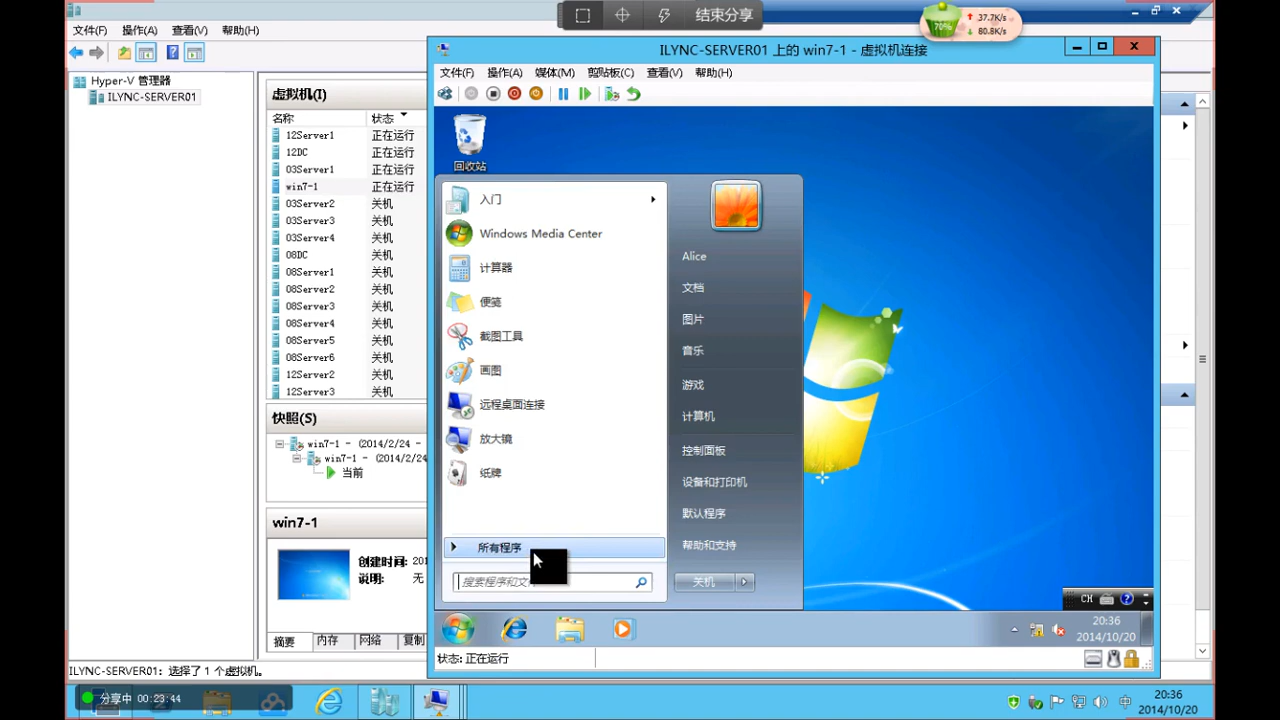 结束分享
70%
37.7K/s
80.8K/s
文件(F) 操作(A) 查看(V) 帮助(H)
Hyper-V 管理器
ILYNC-SERVER01
虚拟机(I)
名称 状态
12Server1 正在运行
12DC 正在运行
03Server1 正在运行
win7-1 正在运行
03Server2 关机
03Server3 关机
03Server4 关机
08DC 关机
08Server1 关机
08Server2 关机
08Server3 关机
08Server4 关机
08Server5 关机
08Server6 关机
12Server2 关机
12Server3 关机
快照(S)
win7-1 - (2014/2/24 -
win7-1 - (2014/2/24
当前
win7-1
创建时间: 201
说明: 无
摘要 内存 网络 复制
ILYNC-SERVER01: 选择了 1 个虚拟机。
ILYNC-SERVER01 上的 win7-1 - 虚拟机连接
文件(F) 操作(A) 媒体(M) 剪贴板(C) 查看(V) 帮助(H)
回收站
入门
Windows Media Center
计算器
便笺
截图工具
画图
远程桌面连接
放大镜
纸牌
所有程序
搜索程序和文
Alice
文档
图片
音乐
游戏
计算机
控制面板
设备和打印机
默认程序
帮助和支持
关机
CH
20:36
2014/10/20
状态: 正在运行
分享中 00:23:44
中
20:36
2014/10/20